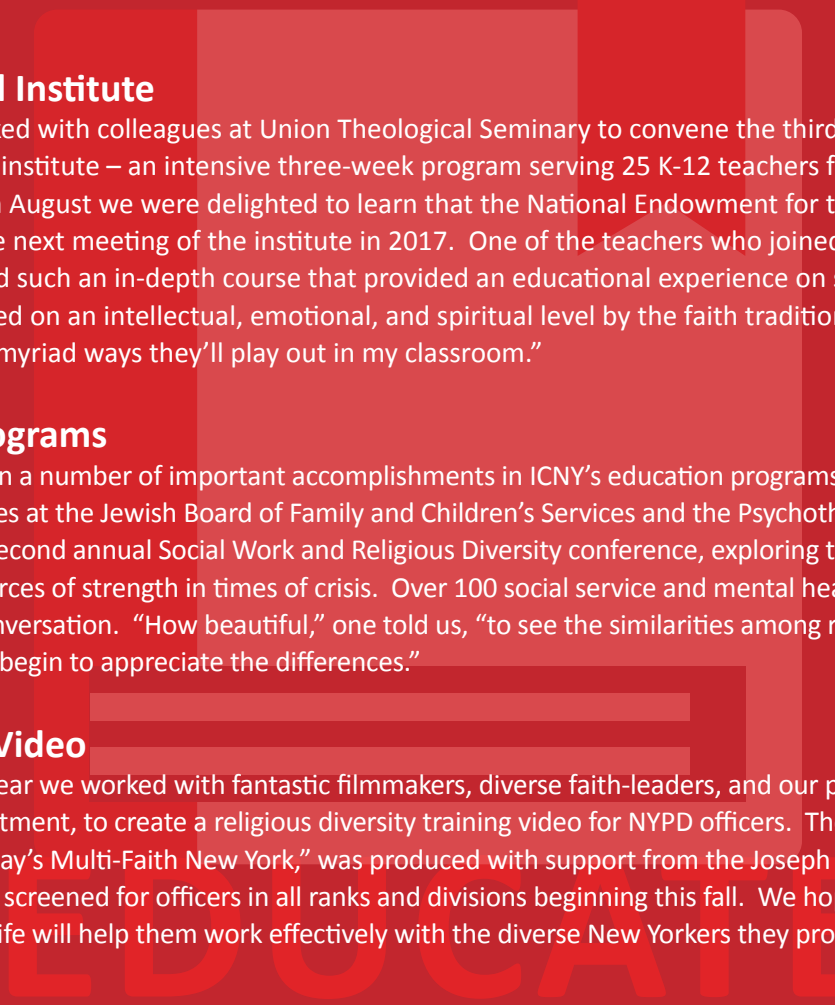 l Institute
ked with colleagues at Union Theological Seminary to convene the third
institute – an intensive three-week program serving 25 K-12 teachers f
n August we were delighted to learn that the National Endowment for t
e next meeting of the institute in 2017.  One of the teachers who joined
d such an in-depth course that provided an educational experience on s
ed on an intellectual, emotional, and spiritual level by the faith tradition
myriad ways they’ll play out in my classroom.”
ograms
n a number of important accomplishments in ICNY’s education programs
es at the Jewish Board of Family and Children’s Services and the Psychoth
econd annual Social Work and Religious Diversity conference, exploring t
rces of strength in times of crisis.  Over 100 social service and mental hea
nversation.  “How beautiful,” one told us, “to see the similarities among r
begin to appreciate the differences.”
Video
ear we worked with fantastic filmmakers, diverse faith-leaders, and our p
tment, to create a religious diversity training video for NYPD officers.  Th
ay’s Multi-Faith New York,” was produced with support from the Joseph
screened for officers in all ranks and divisions beginning this fall.  We ho
ife will help them work effectively with the diverse New Yorkers they pro
EDUCATE